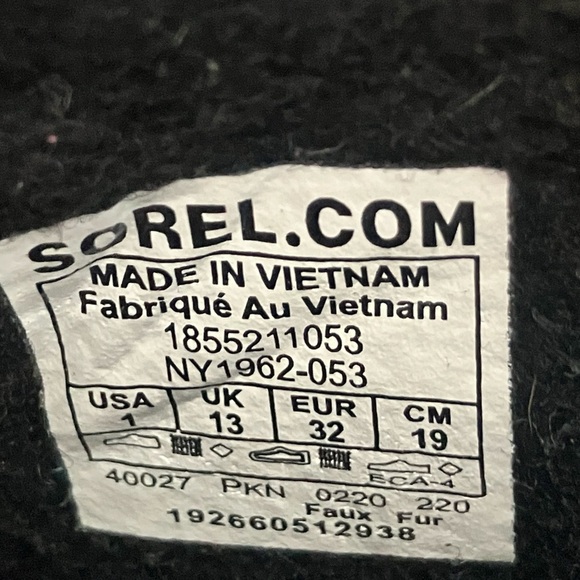 SOREL.COM
MADE IN VIETNAM
Fabriqué Au Vietnam
1855211053
NY1962-053
USA UK EUR CM
1 13 32 19
ECA-4
40027 PKN 0220 220
Faux Fur
192660512938